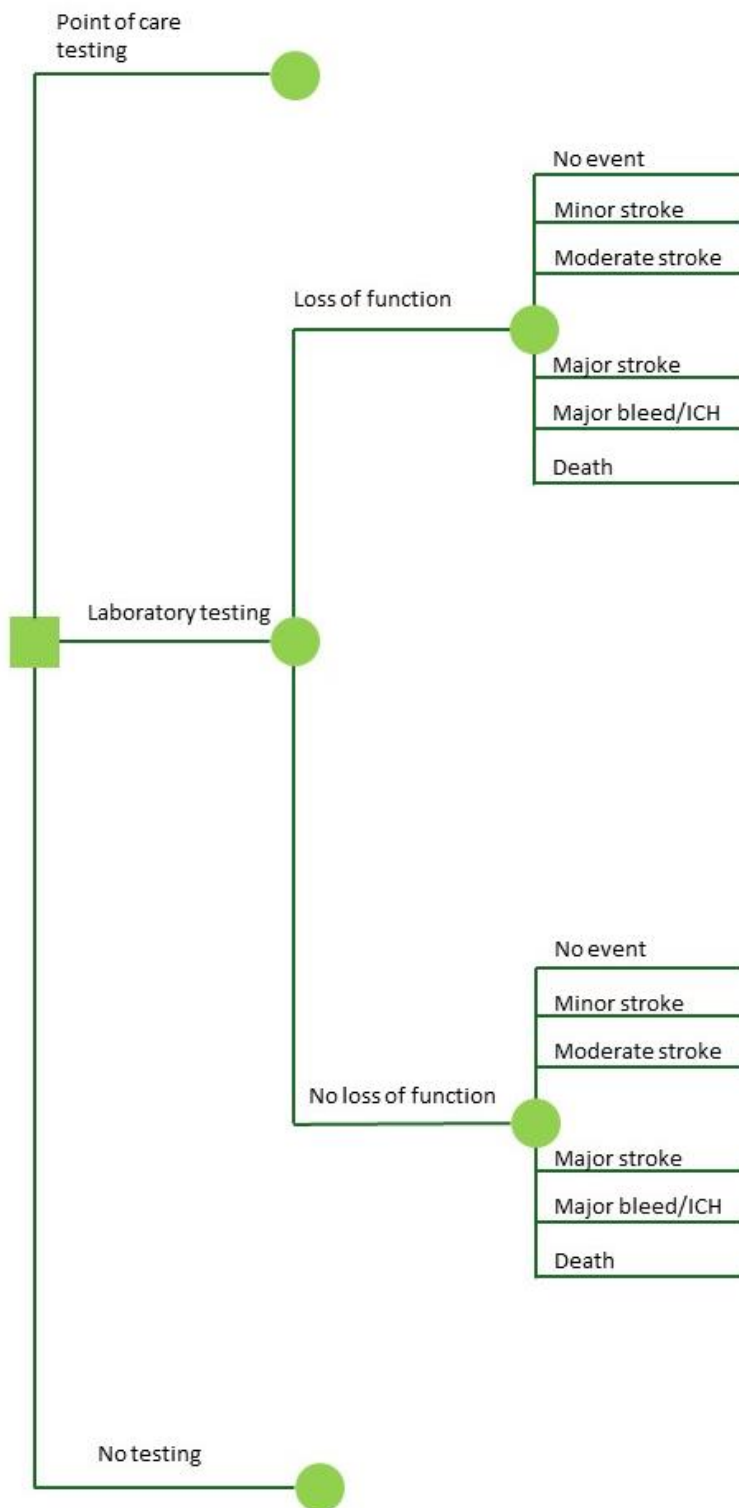 Point of care
testing
No event
Minor stroke
Moderate stroke
Loss of function
Major stroke
Major bleed/ICH
Death
Laboratory testing
No event
Minor stroke
Moderate stroke
No loss of function
Major stroke
Major bleed/ICH
Death
No testing